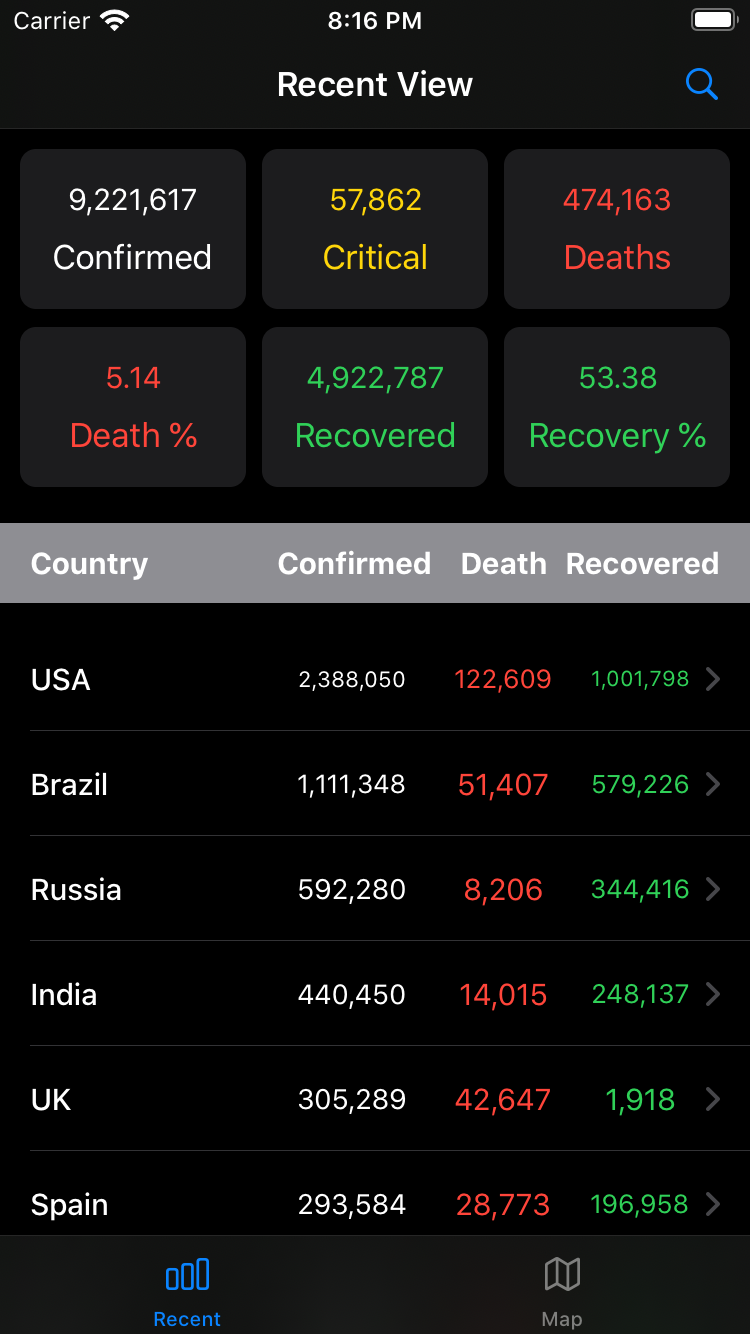 Carrier 8:16 PM
Recent View
9,221,617 57,862 474,163
Confirmed Critical Deaths
5.14 4,922,787 53.38
Death % Recovered Recovery %
Country Confirmed Death Recovered
USA 2,388,050 122,609 1,001,798
Brazil 1,111,348 51,407 579,226
Russia 592,280 8,206 344,416
India 440,450 14,015 248,137
UK 305,289 42,647 1,918
Spain 293,584 28,773 196,958
Recent Map